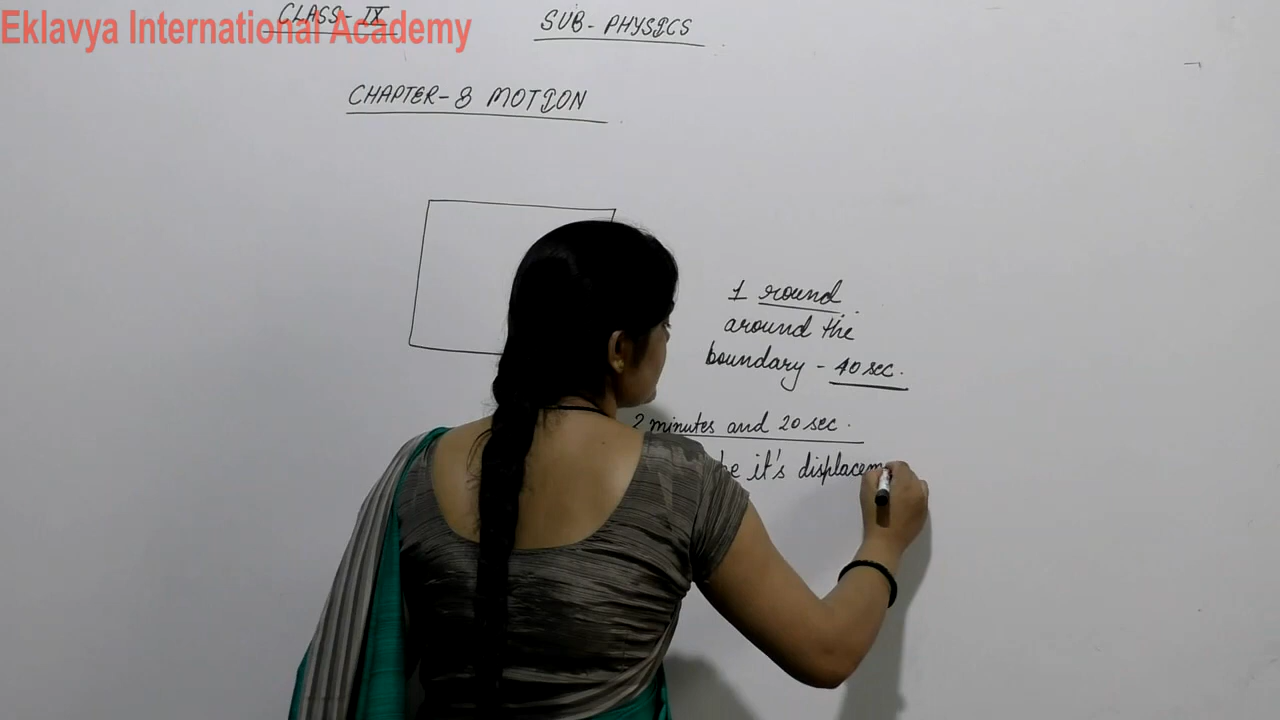 CLASS - IX
Eklavya International Academy
SUB - PHYSICS
CHAPTER - 8 MOTION
1 round
around the
boundary - 40 sec.
2 minutes and 20 sec.
be it's displacem